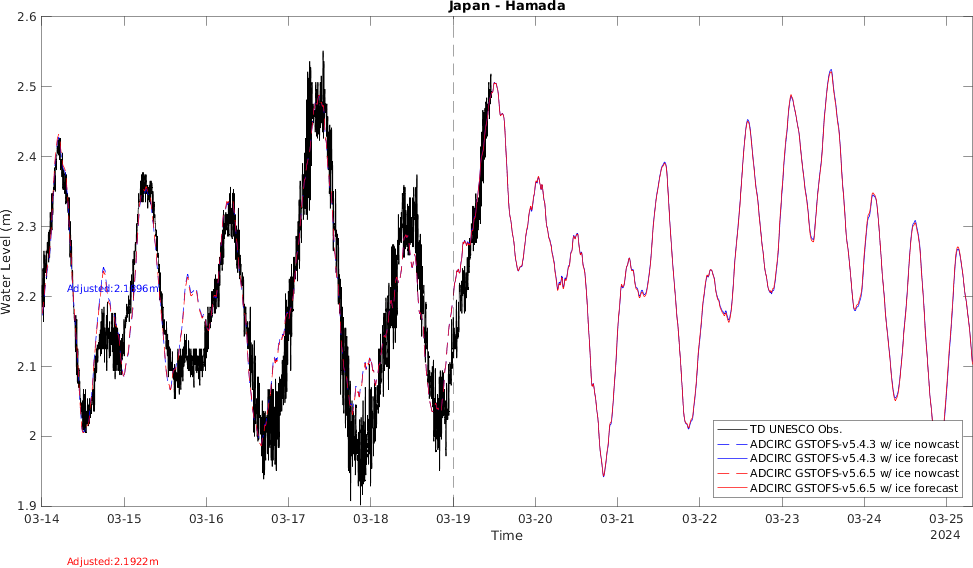 Japan - Hamada
2.6
2.5
2.4
2.3
2.2
2.1
2
1.9
Water Level (m)
Adjusted:2.1896m
TD UNESCO Obs.
ADCIRC GSTOFS-v5.4.3 w/ ice nowcast
ADCIRC GSTOFS-v5.4.3 w/ ice forecast
ADCIRC GSTOFS-v5.6.5 w/ ice nowcast
ADCIRC GSTOFS-v5.6.5 w/ ice forecast
03-14 03-15 03-16 03-17 03-18 03-19 03-20 03-21 03-22 03-23 03-24 03-25
Time
2024
Adjusted:2.1922m